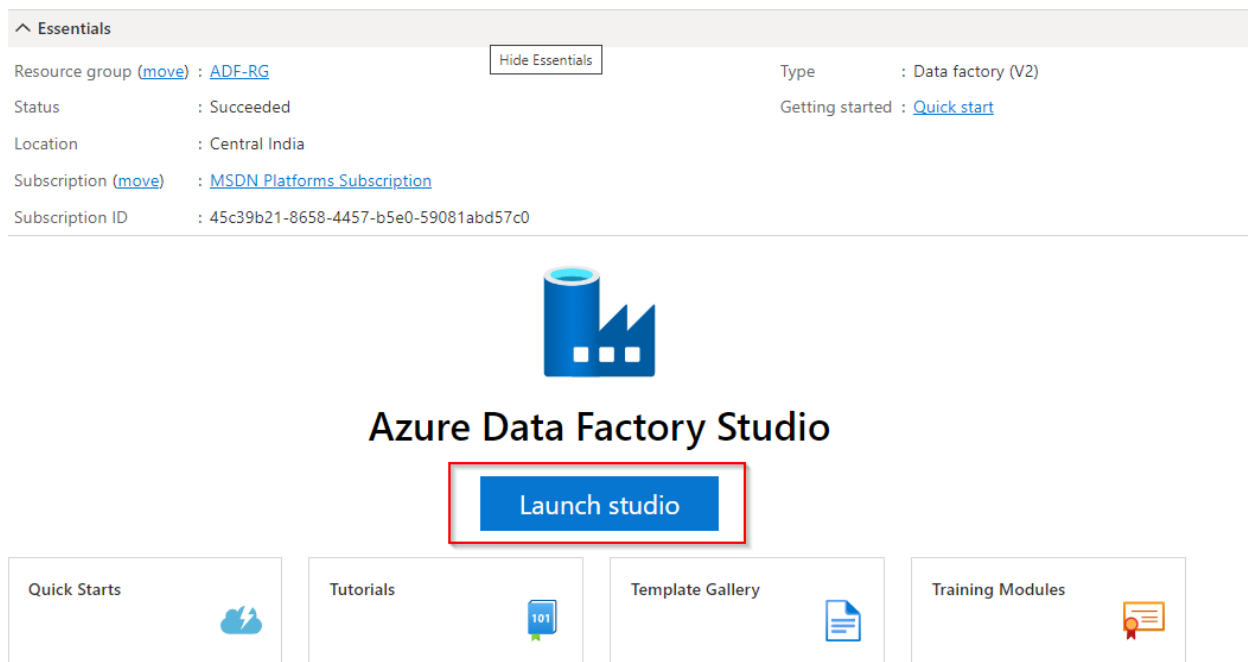 Essentials
Hide Essentials
Resource group (move) : ADF-RG
Type : Data factory (V2)
Status : Succeeded
Getting started : Quick start
Location : Central India
Subscription (move) : MSDN Platforms Subscription
Subscription ID : 45c39b21-8658-4457-b5e0-59081abd57c0
Azure Data Factory Studio
Launch studio
Quick Starts
Tutorials
Template Gallery
Training Modules
101